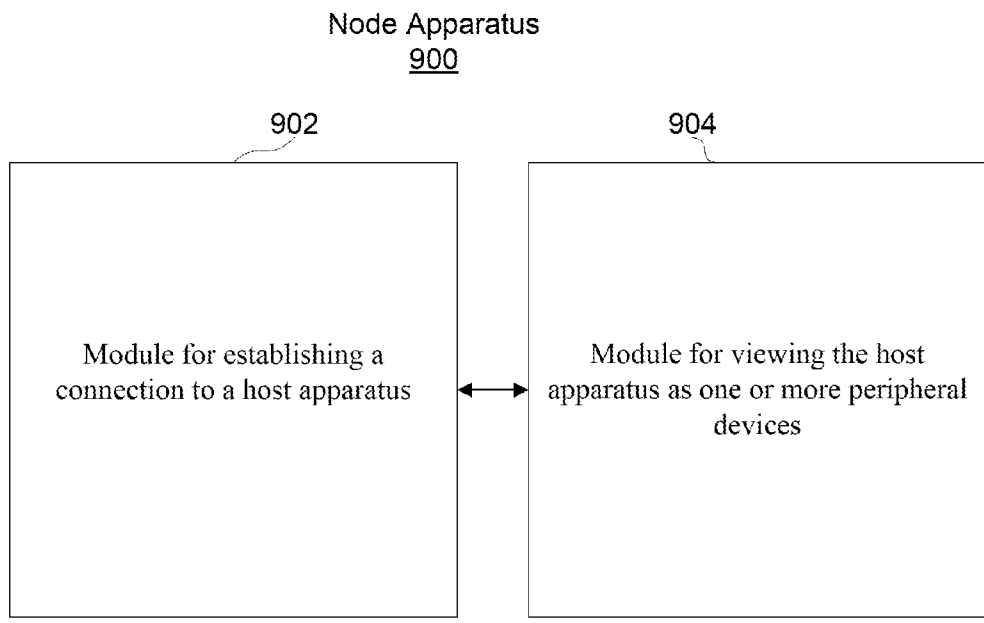 Node Apparatus
900
902
904
Module for establishing a
connection to a host apparatus
Module for viewing the host
apparatus as one or more peripheral
devices